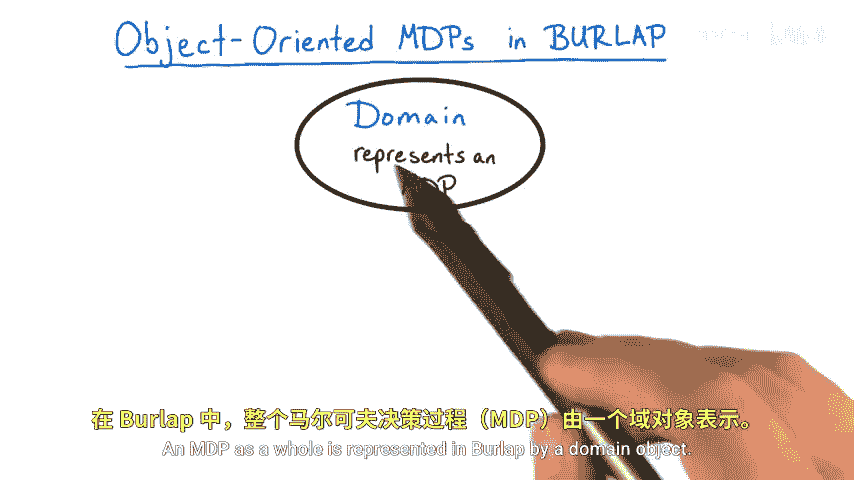 Object-Oriented MDPs in BURLAP
Domain
represents an
在 Burlap 中，整个马尔可夫决策过程（MDP）由一个域对象表示。
An MDP as a whole is represented in Burlap by a domain object.